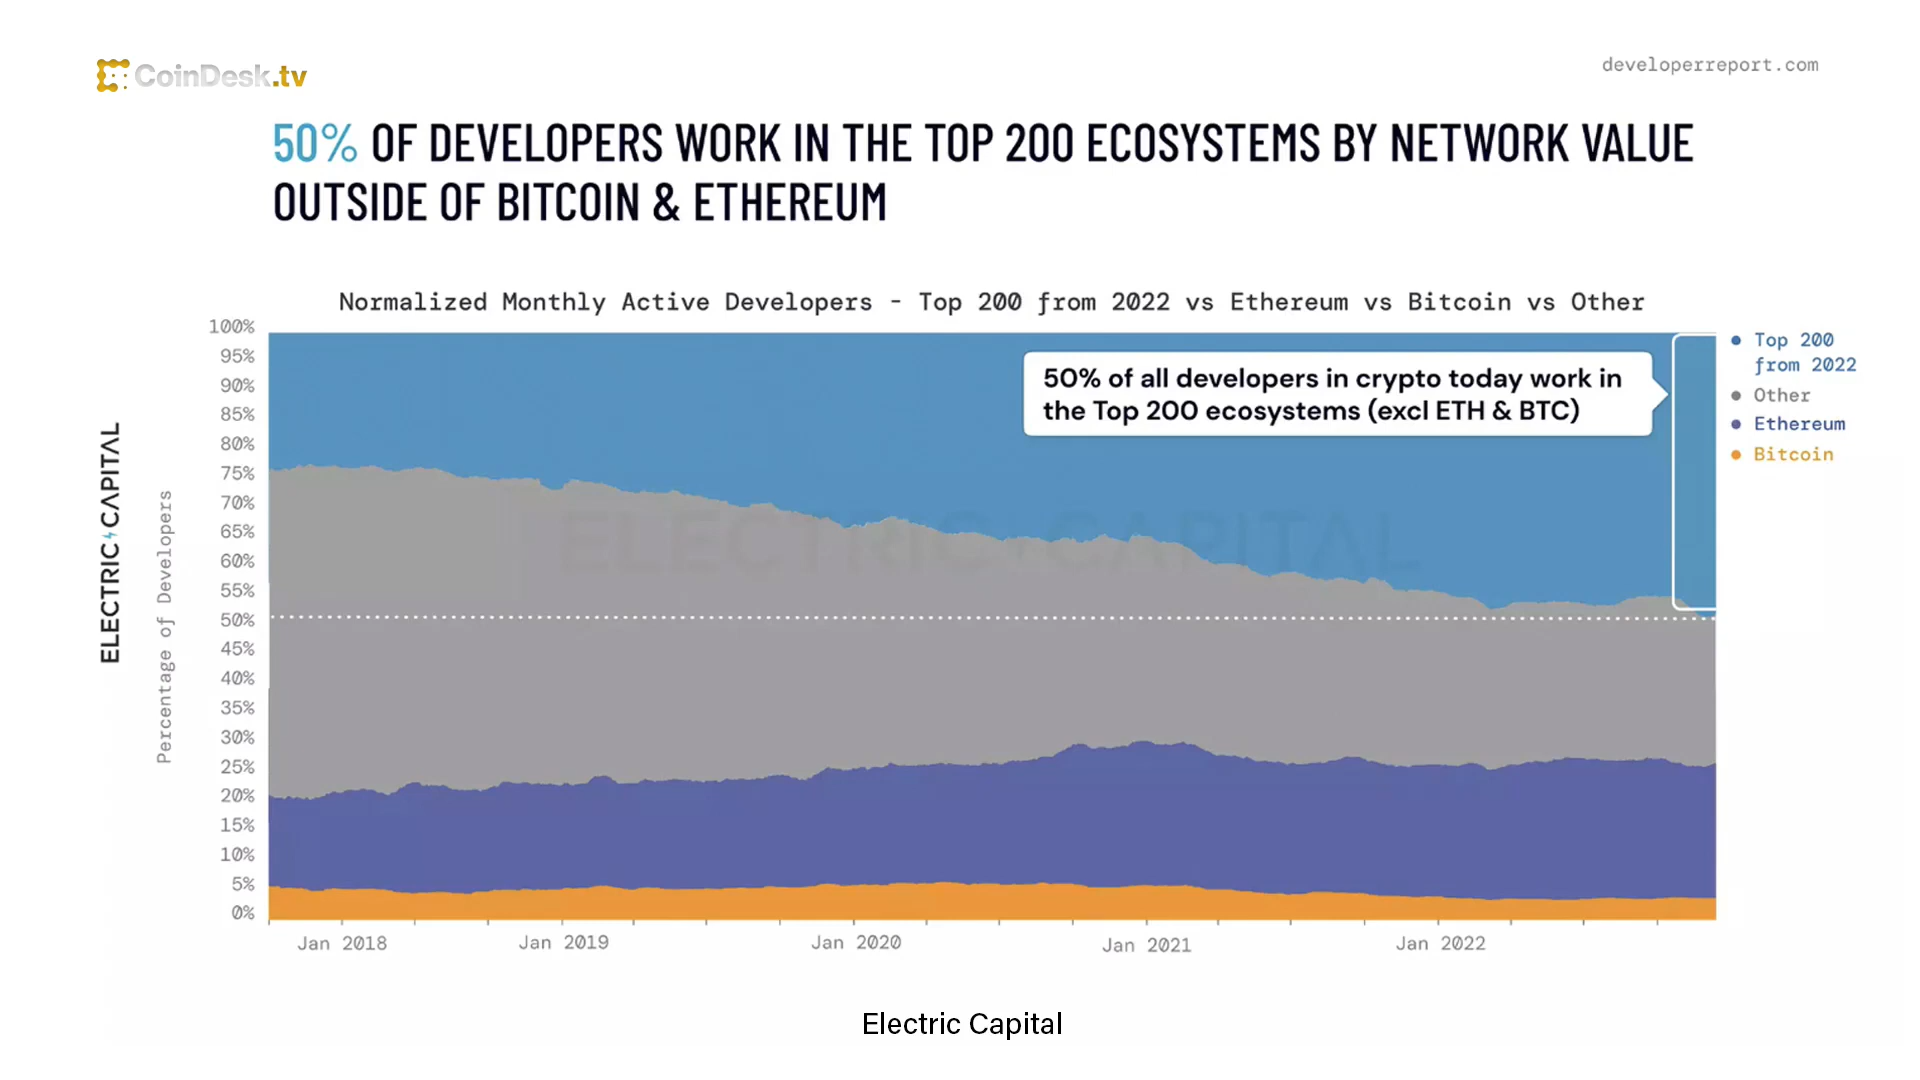 CoinDesk.tv
developerreport.com
50% OF DEVELOPERS WORK IN THE TOP 200 ECOSYSTEMS BY NETWORK VALUE
OUTSIDE OF BITCOIN & ETHEREUM
Normalized Monthly Active Developers - Top 200 from 2022 vs Ethereum vs Bitcoin vs Other
100%
95%
90%
85%
80%
75%
70%
65%
60%
55%
50%
45%
40%
35%
30%
25%
20%
15%
10%
5%
0%
Percentage of Developers
ELECTRIC CAPITAL
50% of all developers in crypto today work in
the Top 200 ecosystems (excl ETH & BTC)
Top 200
from 2022
Other
Ethereum
Bitcoin
ELECTRIC CAPITAL
Jan 2018
Jan 2019
Jan 2020
Jan 2021
Jan 2022
Electric Capital